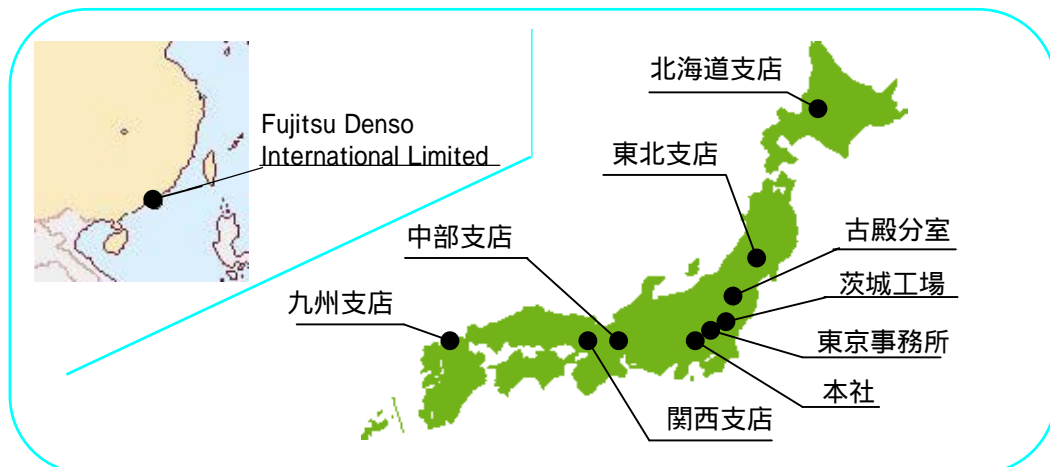 北海道支店
Fujitsu Denso
International Limited
東北支店
中部支店
古殿分室
茨城工場
九州支店
東京事務所
本社
関西支店